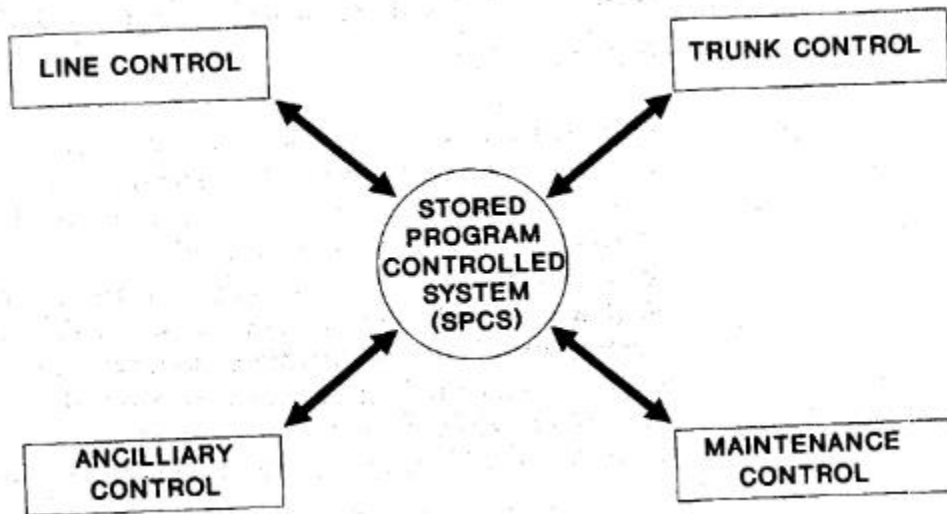 LINE CONTROL
TRUNK CONTROL
STORED
PROGRAM
CONTROLLED
SYSTEM
(SPCS)
ANCILLIARY
CONTROL
MAINTENANCE
CONTROL